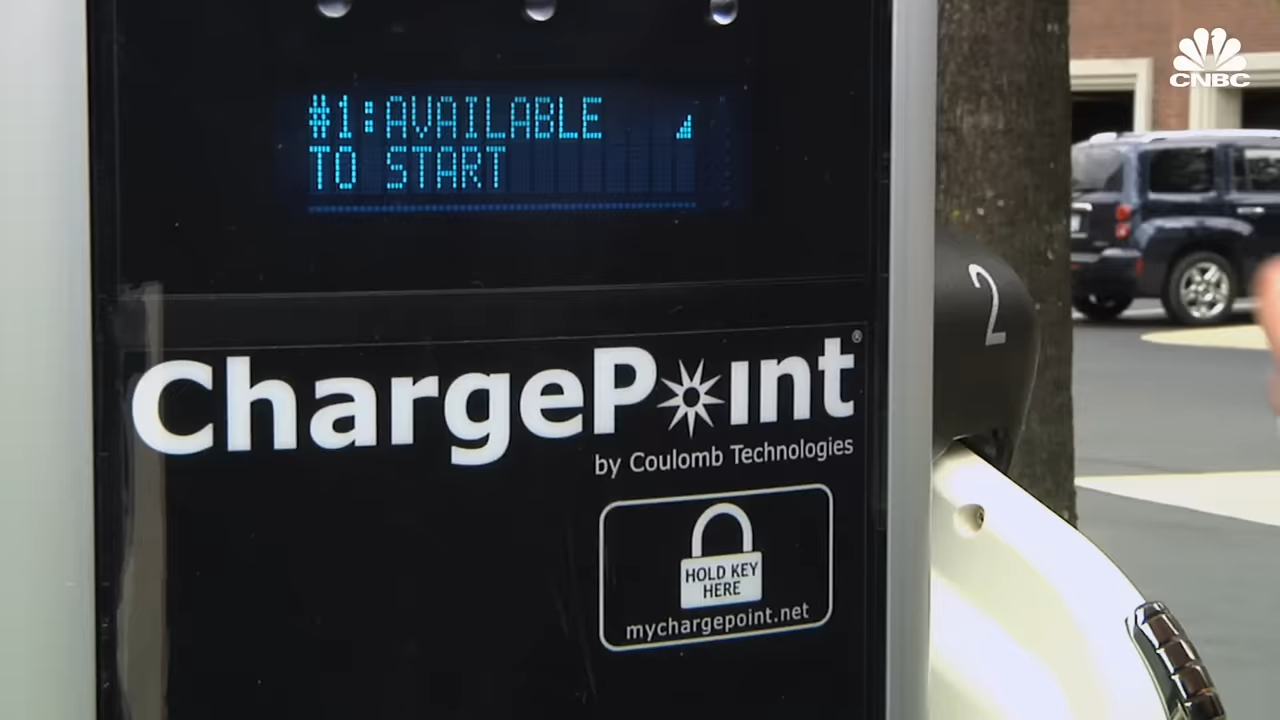 CNBC
#1:AVAILABLE
TO START
2
ChargePoint®
by Coulomb Technologies
HOLD KEY
HERE
mychargepoint.net